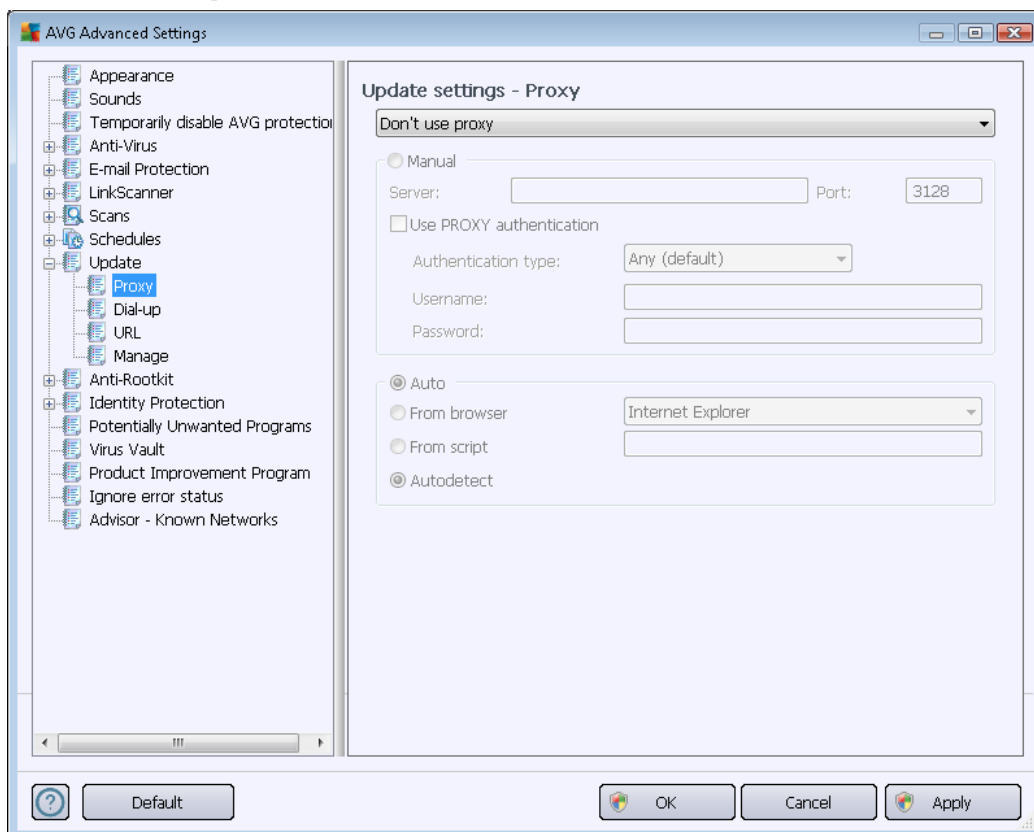 AVG Advanced Settings
Appearance
Sounds
Temporarily disable AVG protection
Anti-Virus
E-mail Protection
LinkScanner
Scans
Schedules
Update
Proxy
Dial-up
URL
Manage
Anti-Rootkit
Identity Protection
Potentially Unwanted Programs
Virus Vault
Product Improvement Program
Ignore error status
Advisor - Known Networks
Update settings - Proxy
Don't use proxy
Manual
Server: Port: 3128
Use PROXY authentication
Authentication type: Any (default)
Username:
Password:
Auto
From browser Internet Explorer
From script
Autodetect
? Default OK Cancel Apply